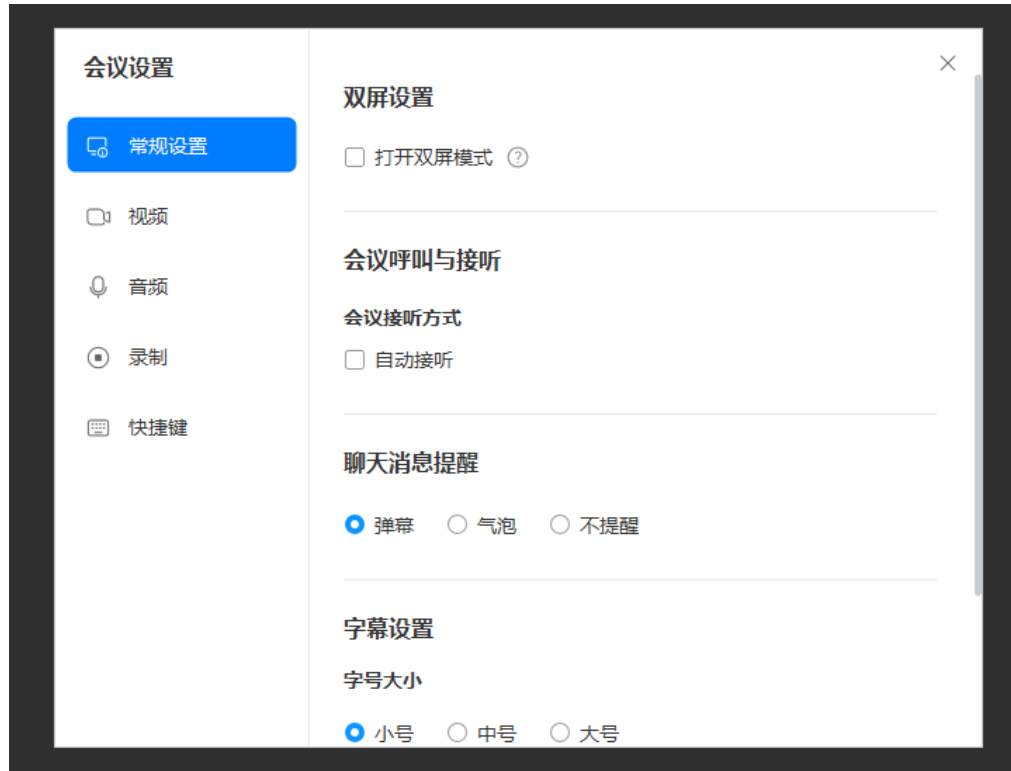 会议设置
常规设置
视频
音频
录制
快捷键
双屏设置
打开双屏模式 ?
会议呼叫与接听
会议接听方式
自动接听
聊天消息提醒
弹幕 气泡 不提醒
字幕设置
字号大小
小号 中号 大号